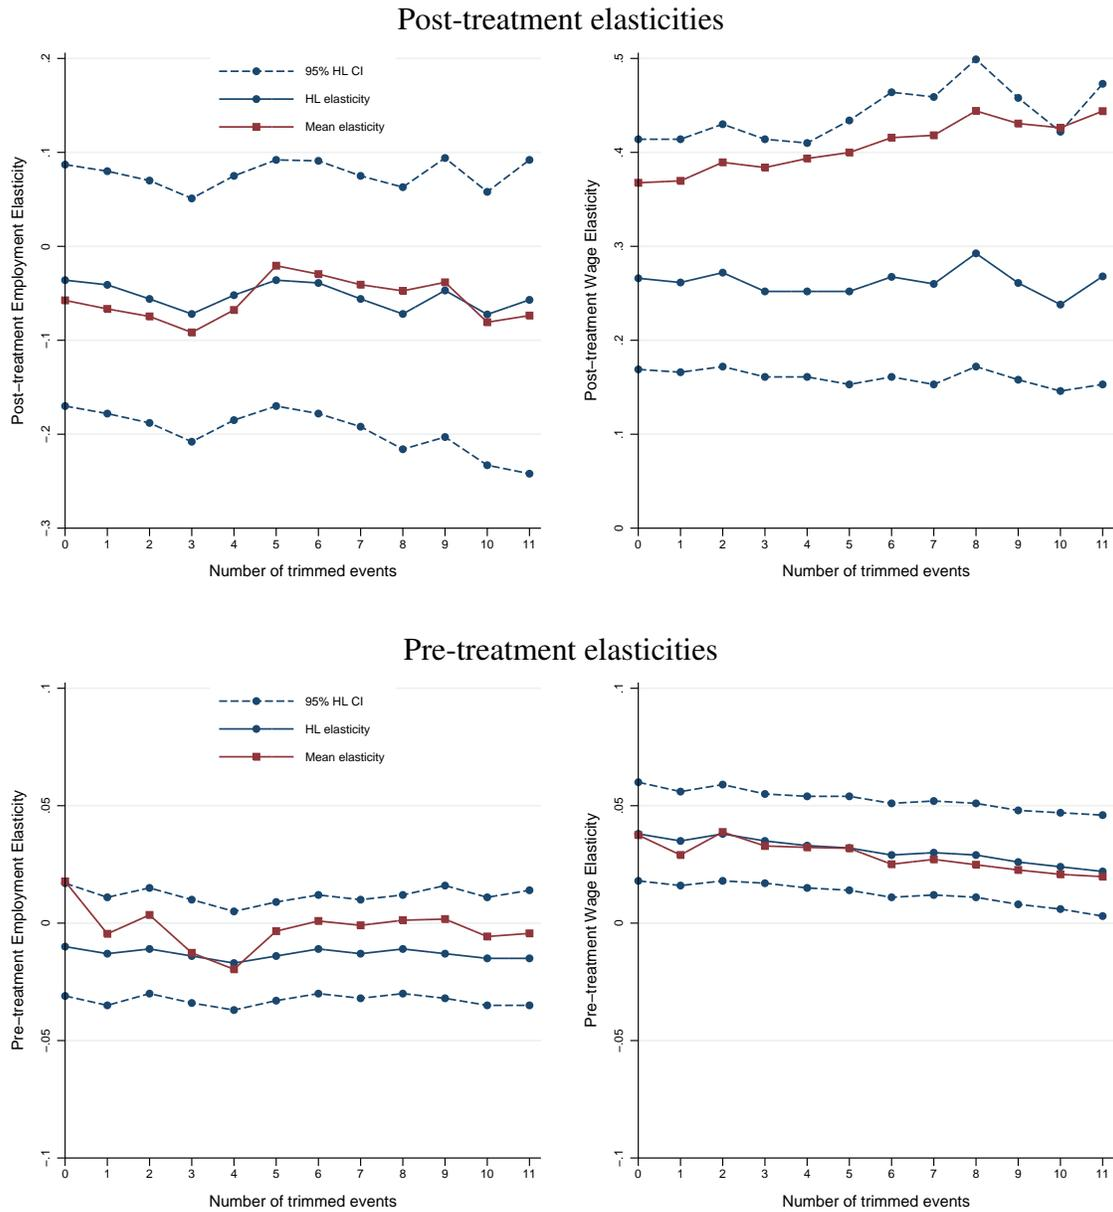 Post-treatment elasticities
95% HL CI
HL elasticity
Mean elasticity
Post−treatment Employment Elasticity
.2
.1
0
−.1
−.2
−.3
0 1 2 3 4 5 6 7 8 9 10 11
Number of trimmed events
Post−treatment Wage Elasticity
.5
.4
.3
.2
.1
0
0 1 2 3 4 5 6 7 8 9 10 11
Number of trimmed events
Pre-treatment elasticities
95% HL CI
HL elasticity
Mean elasticity
Pre−treatment Employment Elasticity
.1
.05
0
−.05
−.1
0 1 2 3 4 5 6 7 8 9 10 11
Number of trimmed events
Pre−treatment Wage Elasticity
.1
.05
0
−.05
−.1
0 1 2 3 4 5 6 7 8 9 10 11
Number of trimmed events